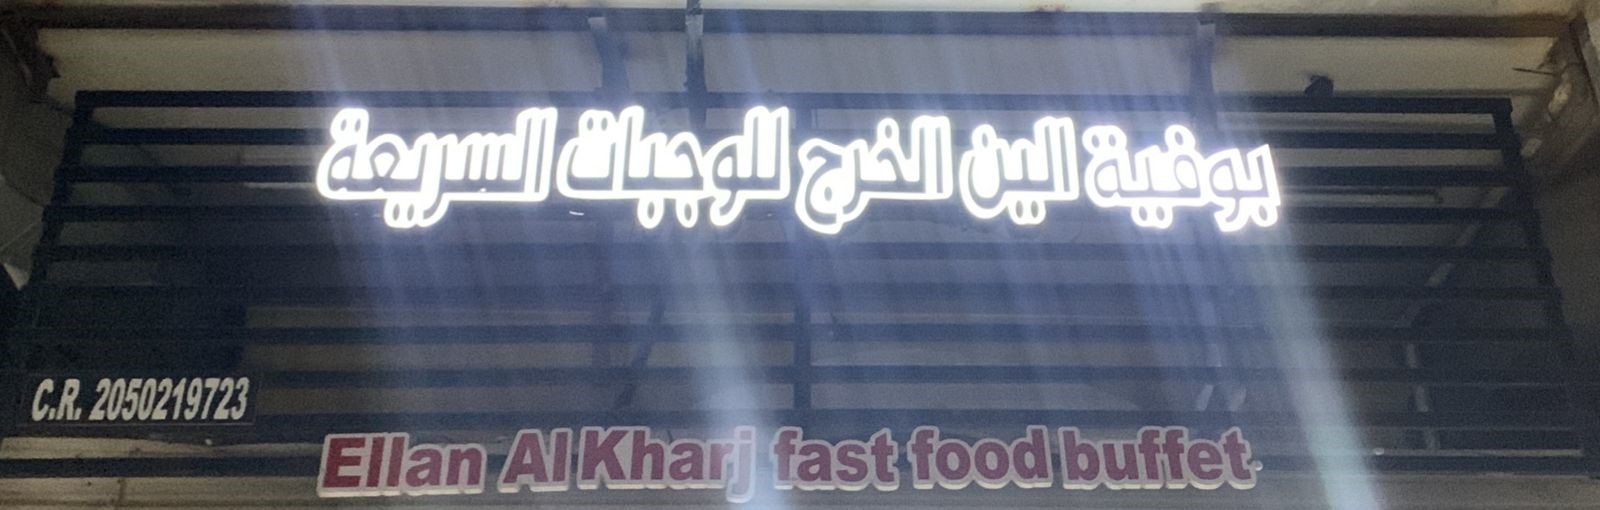 بوفية الين الخرج للوجبات السريعة
C.R. 2050219723
Ellan Al Kharj fast food buffet